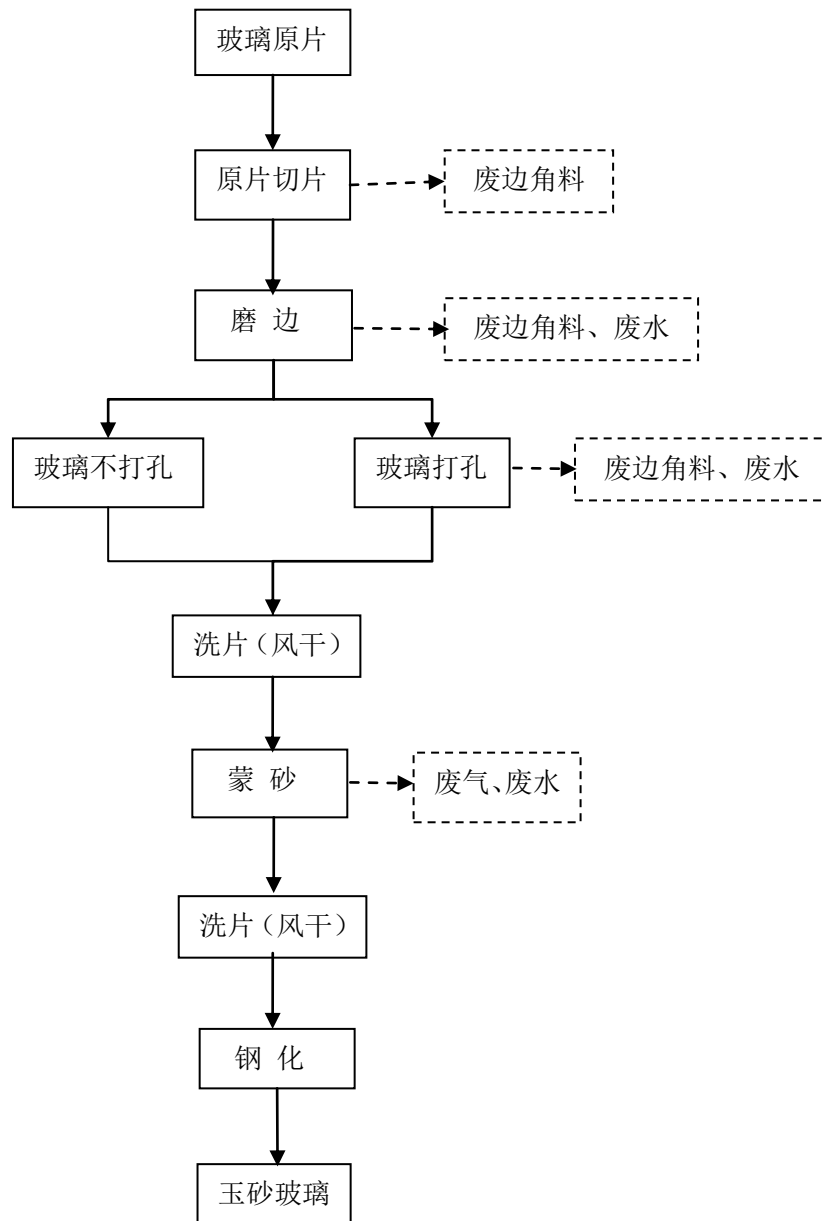 玻璃原片
原片切片
废边角料
磨 边
废边角料、废水
玻璃不打孔
玻璃打孔
废边角料、废水
洗片（风干）
蒙 砂
废气、废水
洗片（风干）
钢 化
玉砂玻璃